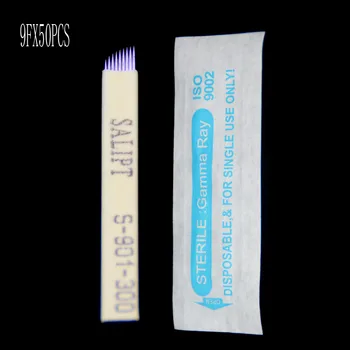 9FX50PCS
SALIPT
S-901-300
ISO
9002
STERILE :Gamma Ray
DISPOSABLE,& FOR SINGLE USE ONLY!